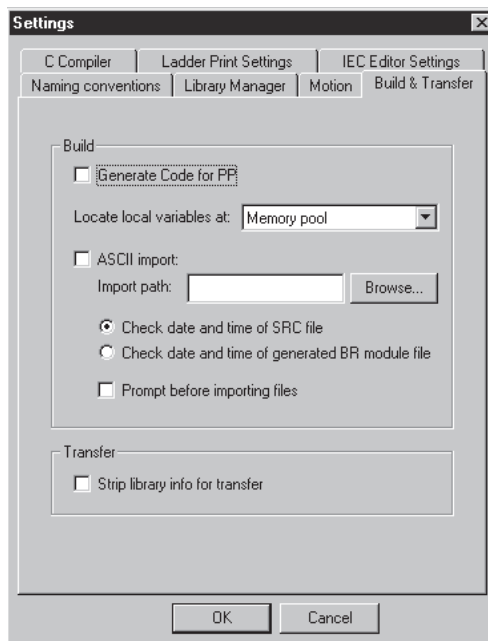 Settings
C Compiler
Ladder Print Settings
IEC Editor Settings
Naming conventions
Library Manager
Motion
Build & Transfer
Build
Generate Code for PP
Locate local variables at:
Memory pool
ASCII import:
Import path:
Browse...
Check date and time of SRC file
Check date and time of generated BR module file
Prompt before importing files
Transfer
Strip library info for transfer
OK
Cancel